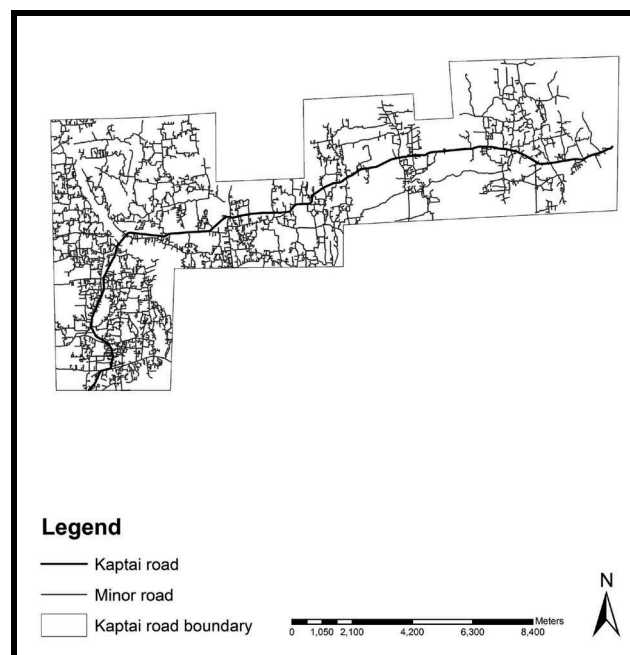 Legend
Kaptai road
Minor road
Kaptai road boundary
N
Meters
0 1,050 2,100 4,200 6,300 8,400